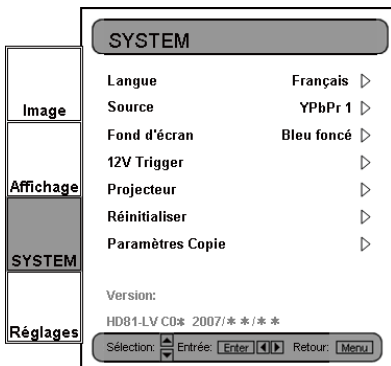 SYSTEM
Image
Affichage
SYSTEM
Réglages
Langue Français
Source YPbPr 1
Fond d'écran Bleu foncé
12V Trigger
Projecteur
Réinitialiser
Paramètres Copie
Version:
HD81-LV C0* 2007/**/**
Sélection: Entrée: Enter Retour: Menu